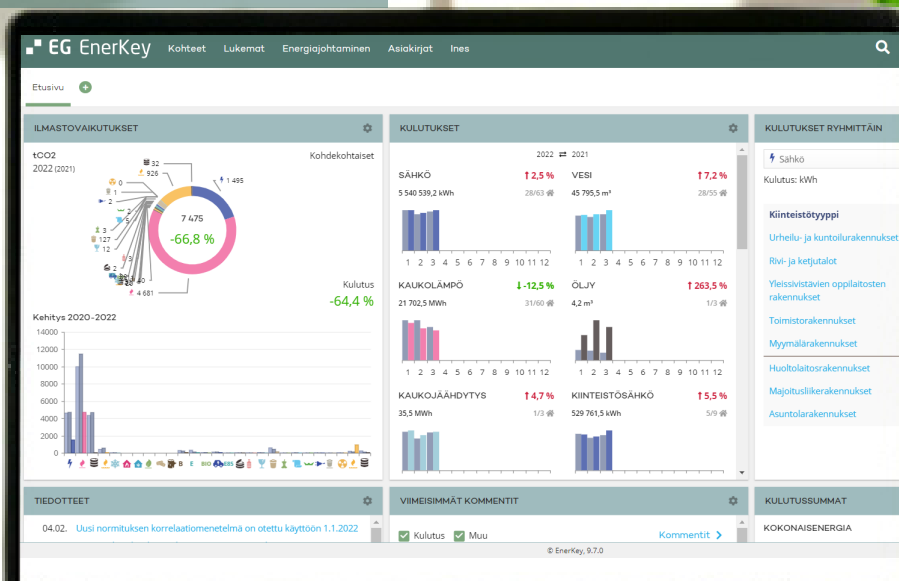 EG EnerKey Kohteet Lukemat Energiajohtaminen Asiakirjat Ines
Etusivu
ILMASTOVAIKUTUKSET
tCO2
2022 (2021)
Kohdekohtaiset
32
926
1 495
0
1
2
2
5
3
127
12
3
2
4 681
7 475
-66,8 %
Kulutus
-64,4 %
Kehitys 2020-2022
14000
12000
10000
8000
6000
4000
2000
0
B E BIO E85
KULUTUKSET
2022 2021
SÄHKÖ 2,5 %
5 540 539,2 kWh 28/63
1 2 3 4 5 6 7 8 9 10 11 12
VESI 7,2 %
45 795,5 m³ 28/55
1 2 3 4 5 6 7 8 9 10 11 12
KAUKOLÄMPÖ -12,5 %
21 702,5 MWh 31/60
1 2 3 4 5 6 7 8 9 10 11 12
ÖLJY 263,5 %
4,2 m³ 1/3
1 2 3 4 5 6 7 8 9 10 11 12
KAUKOJÄÄHDYTYS 4,7 %
35,5 MWh 1/3
KIINTEISTÖSÄHKÖ 5,5 %
529 761,5 kWh 5/9
KULUTUKSET RYHMITTÄIN
Sähkö
Kulutus: kWh
Kiinteistötyyppi
Urheilu- ja kuntoilurakennukset
Rivi- ja ketjutalot
Yleissivistävien oppilaitosten
rakennukset
Toimistorakennukset
Myymälärakennukset
Huoltolaitosrakennukset
Majoitusliikerakennukset
Asuntolarakennukset
TIEDOTTEET
04.02. Uusi normituksen korrelaatiomenetelmä on otettu käyttöön 1.1.2022
VIIMEISIMMÄT KOMMENTIT
Kulutus Muu Kommentit
KULUTUSSUMMAT
KOKONAISENERGIA
© EnerKey, 9.7.0